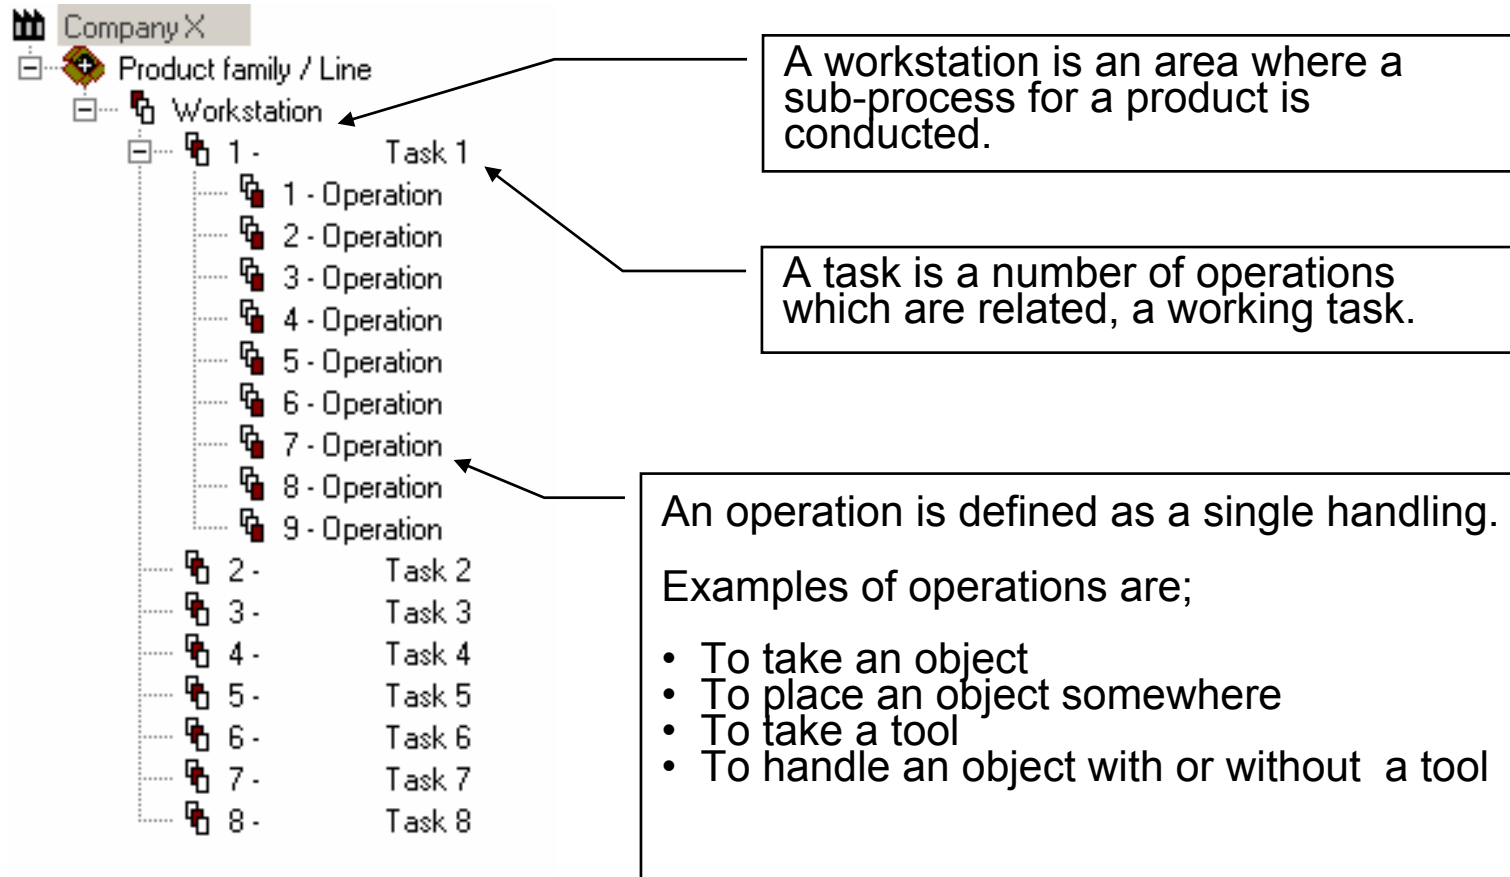 Company X
Product family / Line
Workstation
1 - Task 1
1 - Operation
2 - Operation
3 - Operation
4 - Operation
5 - Operation
6 - Operation
7 - Operation
8 - Operation
9 - Operation
2 - Task 2
3 - Task 3
4 - Task 4
5 - Task 5
6 - Task 6
7 - Task 7
8 - Task 8
A workstation is an area where a
sub-process for a product is
conducted.
A task is a number of operations
which are related, a working task.
An operation is defined as a single handling.
Examples of operations are;
• To take an object
• To place an object somewhere
• To take a tool
• To handle an object with or without a tool